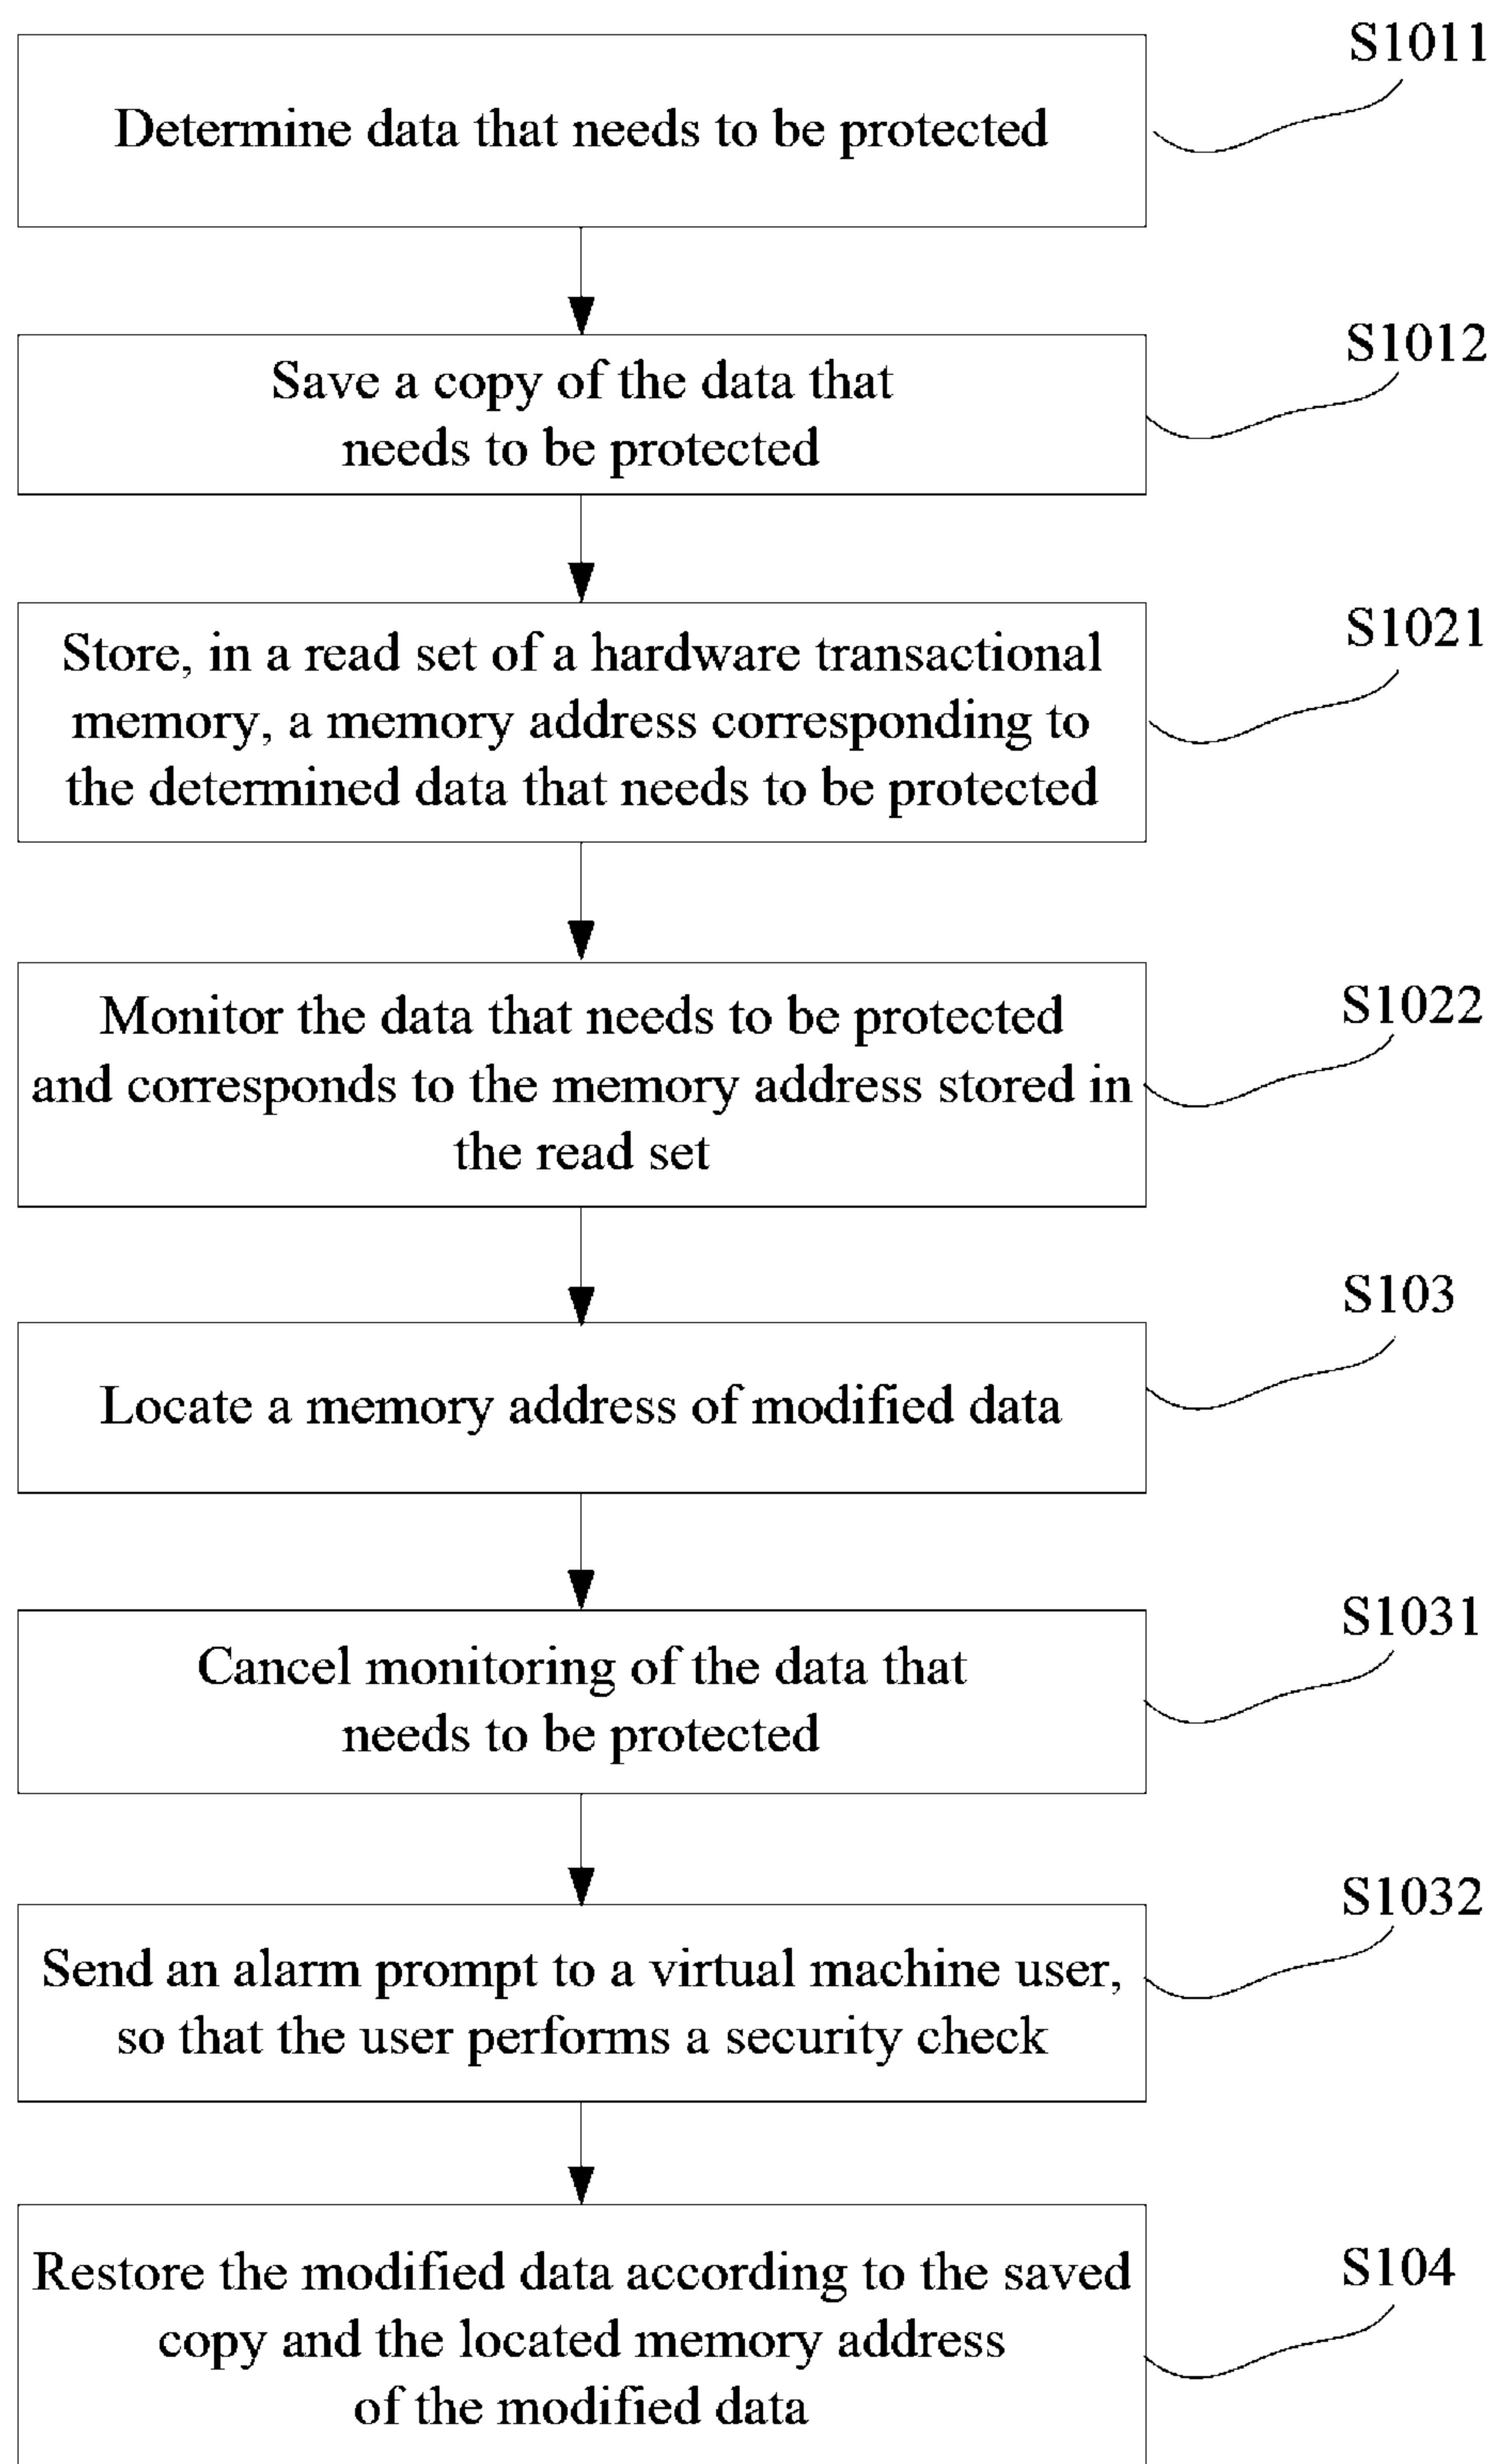 S1011
Determine data that needs to be protected
S1012
Save a copy of the data that
needs to be protected
S1021
Store, in a read set of a hardware transactional
memory, a memory address corresponding to
the determined data that needs to be protected
S1022
Monitor the data that needs to be protected
and corresponds to the memory address stored in
the read set
S103
Locate a memory address of modified data
S1031
Cancel monitoring of the data that
needs to be protected
S1032
Send an alarm prompt to a virtual machine user,
so that the user performs a security check
S104
Restore the modified data according to the saved
copy and the located memory address
of the modified data